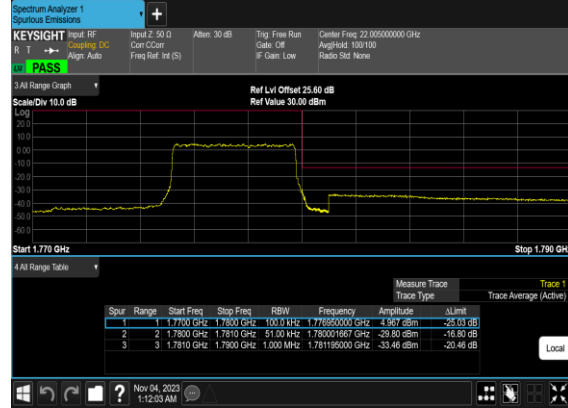 Spectrum Analyzer 1
Spurious Emissions
+
KEYSIGHT Input: RF Input Z: 50 Ω Atten: 30 dB Trig: Free Run Center Freq: 22.005000000 GHz
R T Coupling: DC Corr CCorr Gate: Off Avg|Hold: 100/100
Align: Auto Freq Ref: Int (S) IF Gain: Low Radio Std: None
PASS
3 All Range Graph
Ref Lvl Offset 25.60 dB
Scale/Div 10.0 dB Ref Value 30.00 dBm
Log
20.0
10.0
0.00
-10.0
-20.0
-30.0
-40.0
-50.0
-60.0
Start 1.770 GHz Stop 1.790 GH
4 All Range Table
Measure Trace Trace 1
Trace Type Trace Average (Active)
Spur Range Start Freq Stop Freq RBW Frequency Amplitude ΔLimit
1 1 1.7700 GHz 1.7800 GHz 100.0 kHz 1.776950000 GHz 4.967 dBm -25.03 dB
2 2 1.7800 GHz 1.7810 GHz 51.00 kHz 1.780001667 GHz -29.80 dBm -16.80 dB
3 3 1.7810 GHz 1.7900 GHz 1.000 MHz 1.781195000 GHz -33.46 dBm -20.46 dB
Local
? Nov 04, 2023
1:12:03 AM